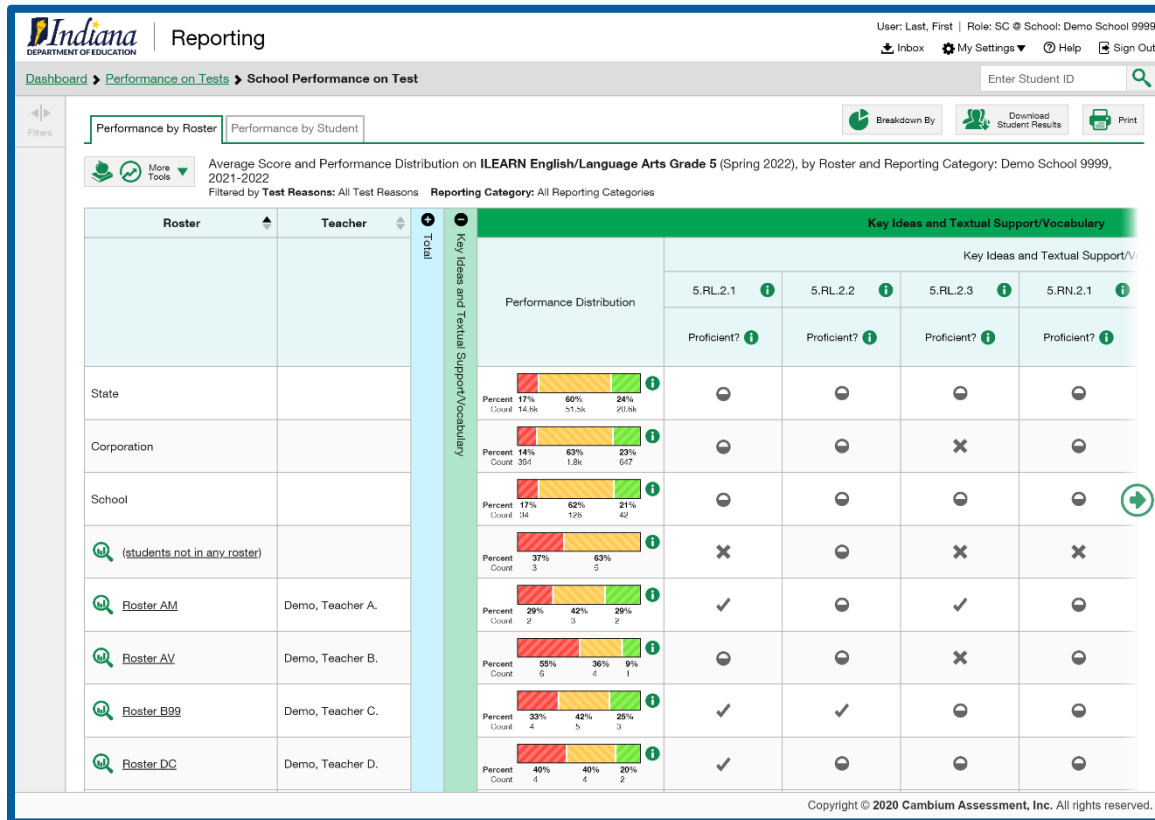 Indiana
DEPARTMENT OF EDUCATION
Reporting
User: Last, First | Role: SC @ School: Demo School 9999
Inbox My Settings Help Sign Out
Dashboard Performance on Tests School Performance on Test
Enter Student ID
Filters
Performance by Roster
Performance by Student
Breakdown By
Download
Student Results
Print
More
Tools
Average Score and Performance Distribution on ILEARN English/Language Arts Grade 5 (Spring 2022), by Roster and Reporting Category: Demo School 9999,
2021-2022
Filtered by Test Reasons: All Test Reasons Reporting Category: All Reporting Categories
Roster Teacher
Total
Key Ideas and Textual Support/Vocabulary
Key Ideas and Textual Support/Vocabulary
Key Ideas and Textual Support/V
Performance Distribution
5.RL.2.1 5.RL.2.2 5.RL.2.3 5.RN.2.1
Proficient? Proficient? Proficient? Proficient?
State
Percent 17% 60% 24%
Count 14.6k 51.5k 20.6k
Corporation
Percent 14% 63% 23%
Count 394 1.8k 647
School
Percent 17% 62% 21%
Count 34 126 42
(students not in any roster)
Percent 37% 63%
Count 3 5
Roster AM Demo, Teacher A.
Percent 29% 42% 29%
Count 2 3 2
Roster AV Demo, Teacher B.
Percent 55% 36% 9%
Count 6 4 1
Roster B99 Demo, Teacher C.
Percent 33% 42% 25%
Count 4 5 3
Roster DC Demo, Teacher D.
Percent 40% 40% 20%
Count 4 4 2
Copyright © 2020 Cambium Assessment, Inc. All rights reserved.